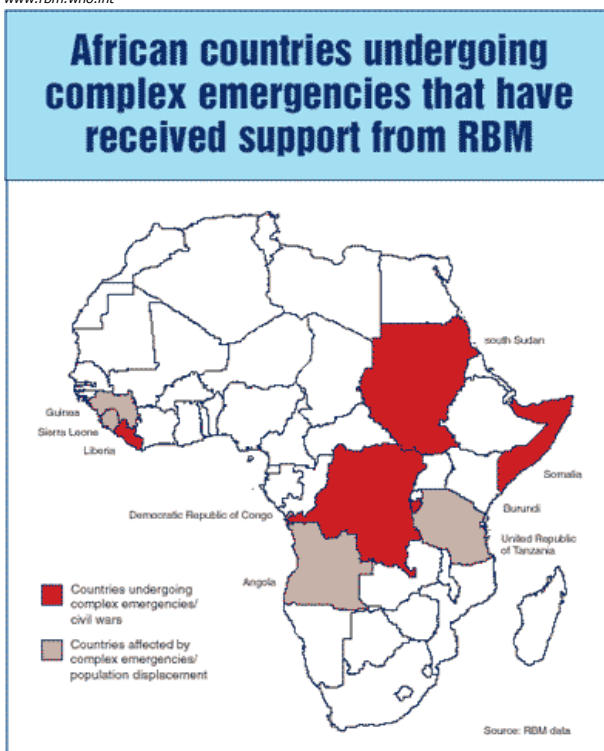 www.rbm.who.int
African countries undergoing
complex emergencies that have
received support from RBM
south Sudan
Guinea
Sierra Leone
Liberia
Somalia
Burundi
Democratic Republic of Congo
United Republic
of Tanzania
Angola
Countries undergoing
complex emergencies/
civil wars
Countries affected by
complex emergencies/
population displacement
Source: RBM data